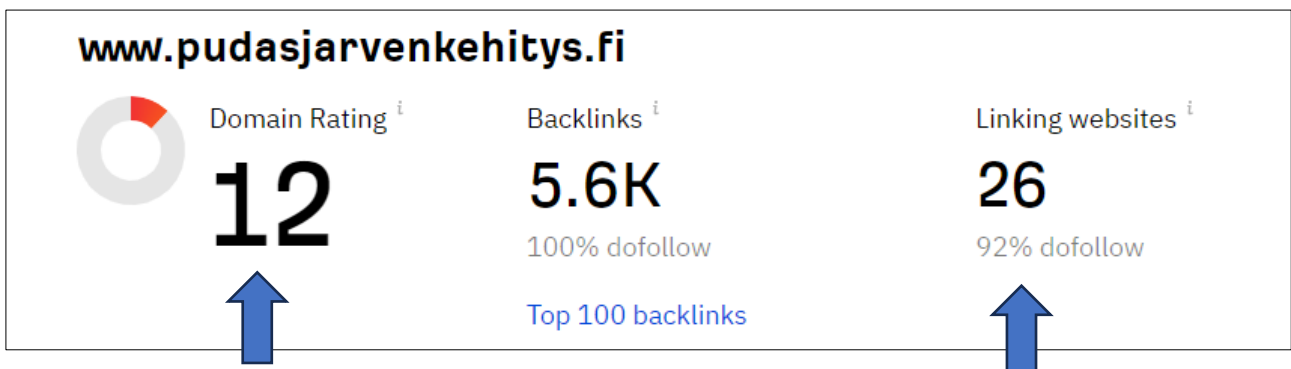 www.pudasjarvenkehitys.fi
Domain Rating i
Backlinks i
Linking websites i
12
5.6K
26
100% dofollow
92% dofollow
Top 100 backlinks